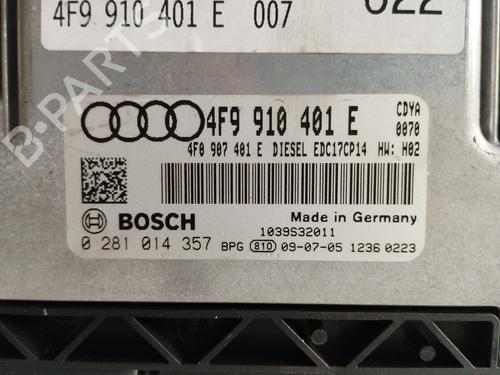 4F9 910 401 E 007 022
4F9 910 401 E CDYA
0070
4F0 907 401 E DIESEL EDC17CP14 HW: H02
BOSCH Made in Germany
1039S32011
0 281 014 357 BPG 810 09-07-05 1236 0223
B-PARTS